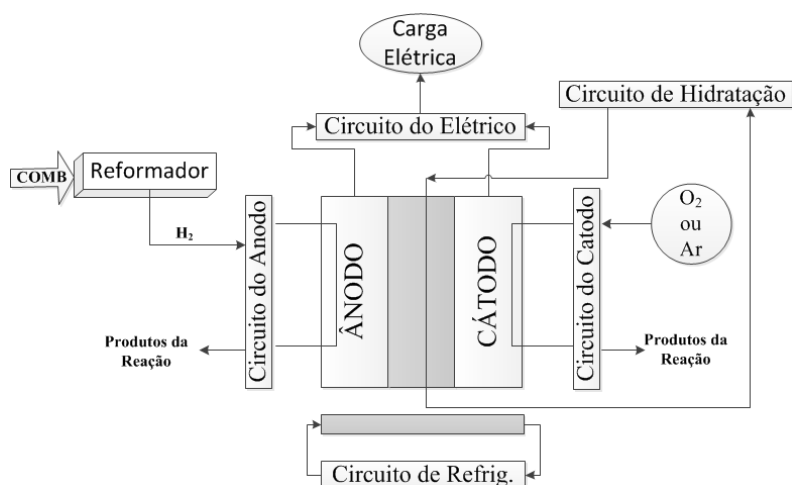 Carga
Elétrica
Circuito de Hidratação
Circuito do Elétrico
COMB
Reformador
H2
Circuito do Anodo
ÂNODO
CÁTODO
Circuito do Catodo
O2
ou
Ar
Produtos da
Reação
Produtos da
Reação
Circuito de Refrig.